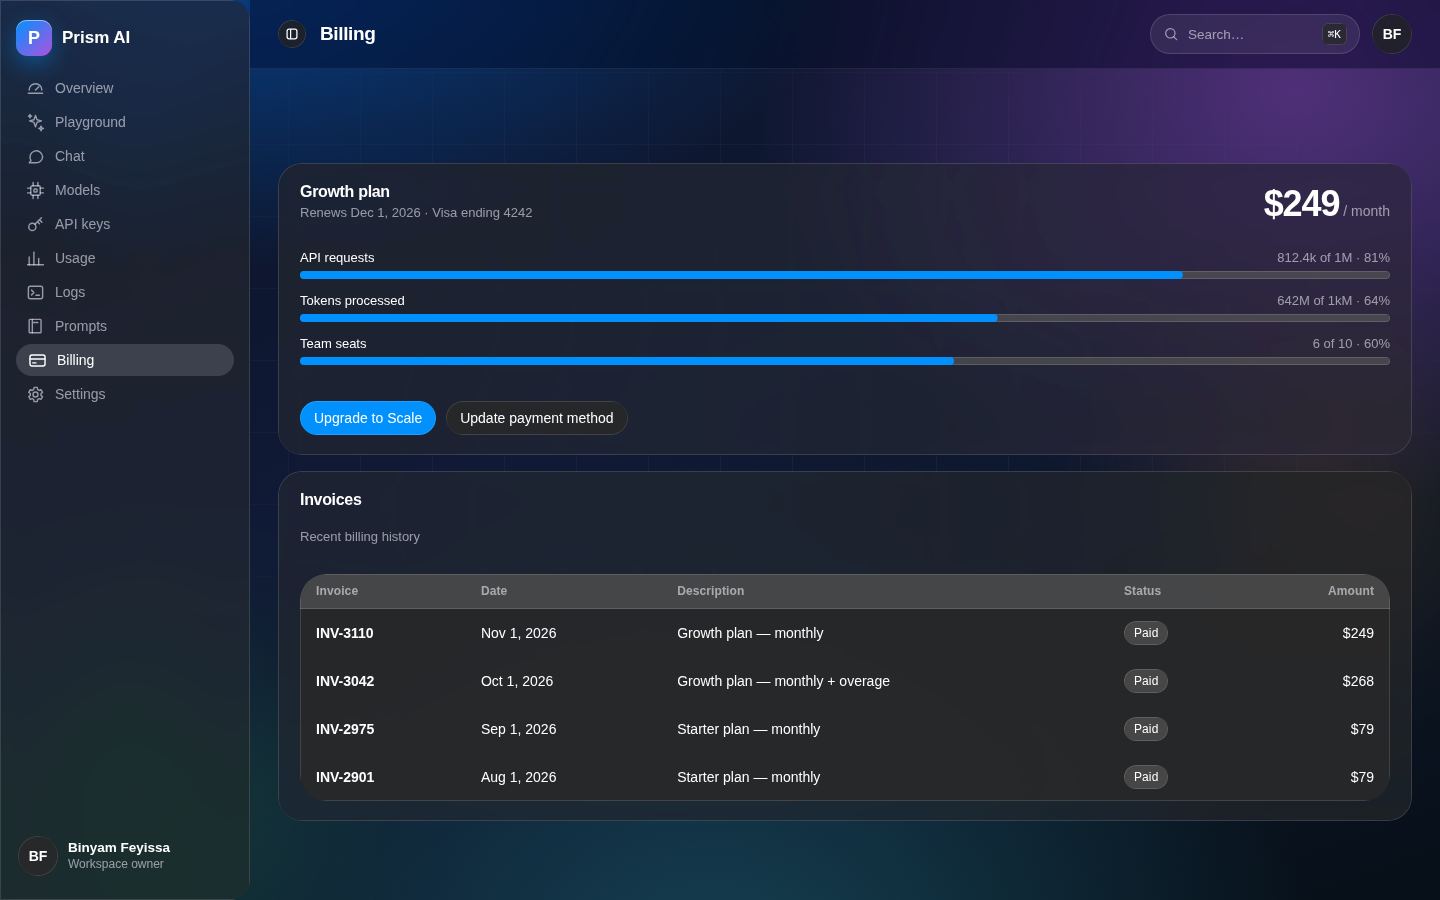 P Prism AI
Overview
Playground
Chat
Models
API keys
Usage
Logs
Prompts
Billing
Settings
BF Binyam Feyissa
Workspace owner
Billing
Search… ⌘K BF
Growth plan
Renews Dec 1, 2026 · Visa ending 4242
$249 / month
API requests 812.4k of 1M · 81%
Tokens processed 642M of 1kM · 64%
Team seats 6 of 10 · 60%
Upgrade to Scale Update payment method
Invoices
Recent billing history
Invoice Date Description Status Amount
INV-3110 Nov 1, 2026 Growth plan — monthly Paid $249
INV-3042 Oct 1, 2026 Growth plan — monthly + overage Paid $268
INV-2975 Sep 1, 2026 Starter plan — monthly Paid $79
INV-2901 Aug 1, 2026 Starter plan — monthly Paid $79